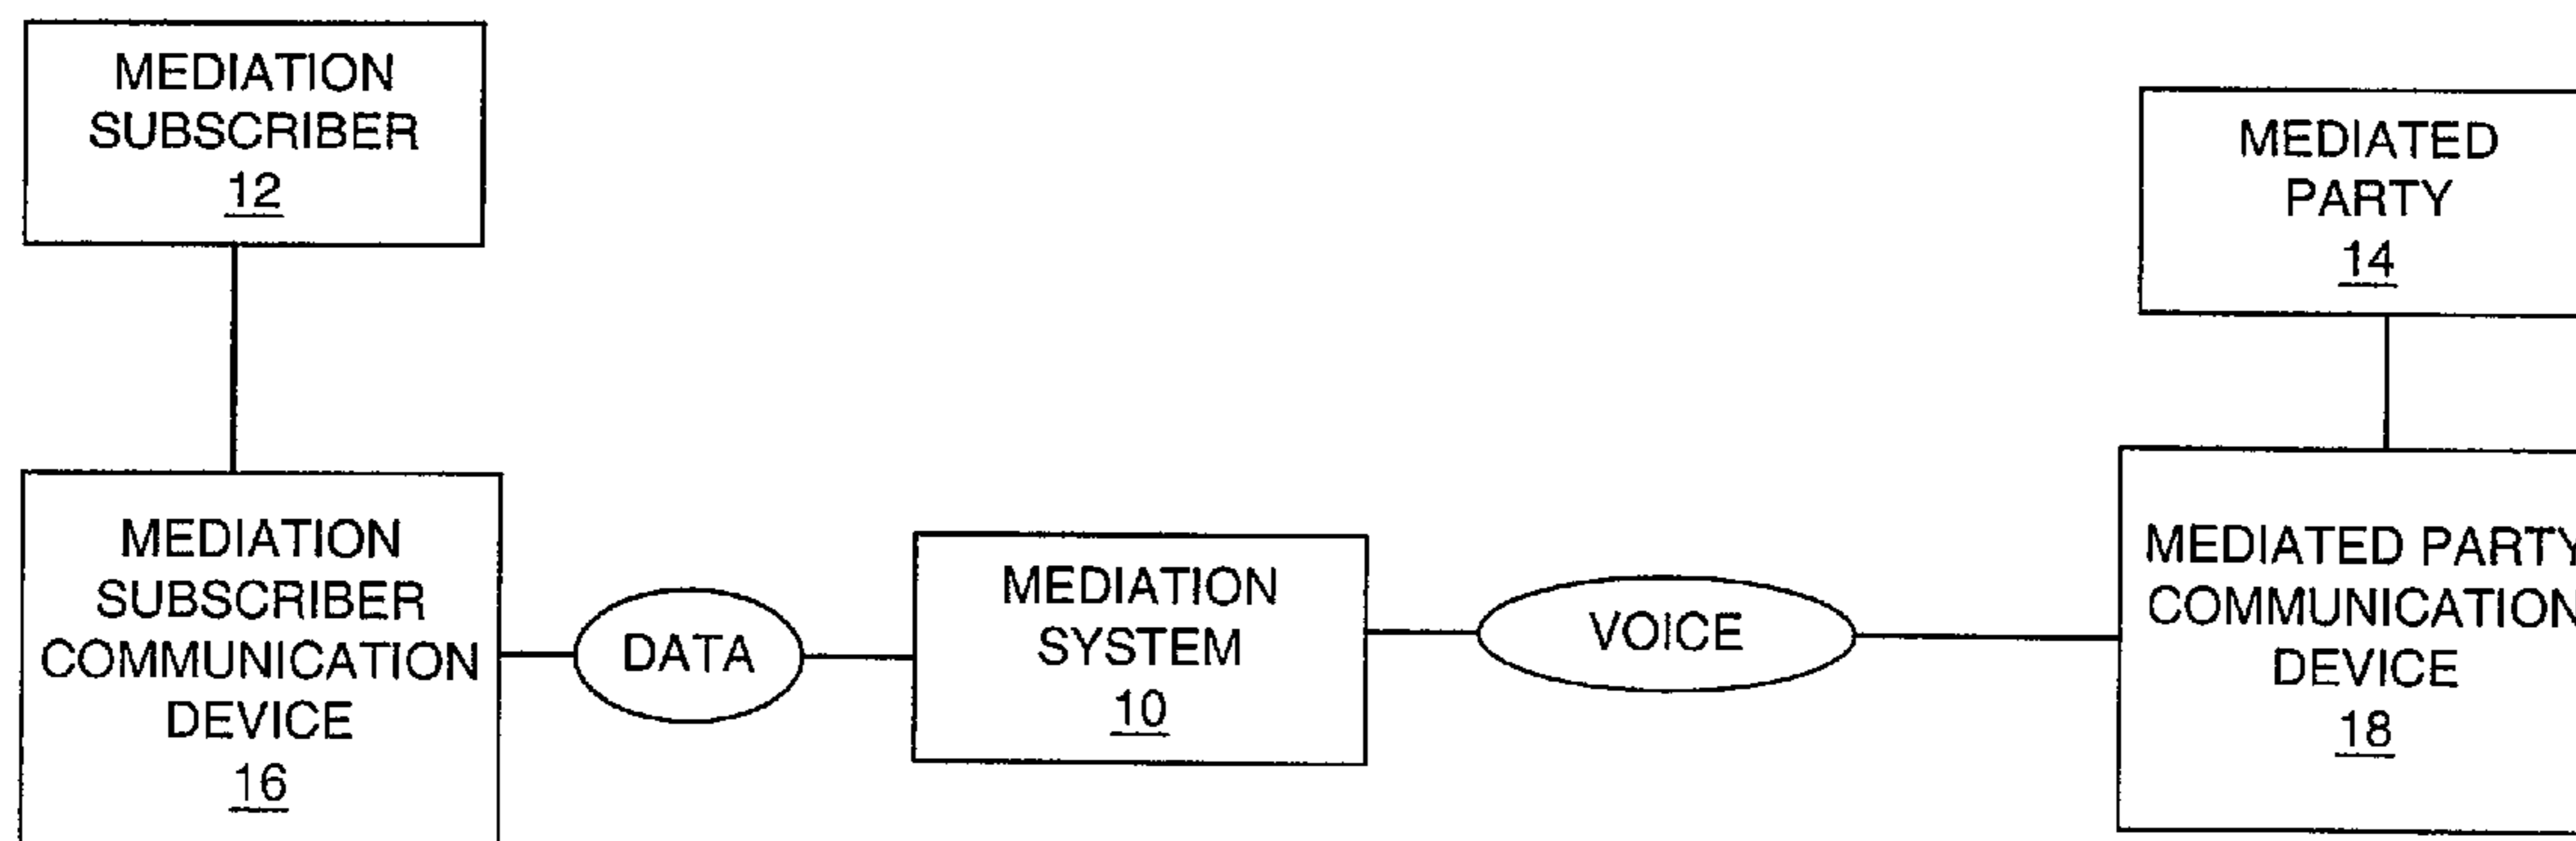 MEDIATION
SUBSCRIBER
12
MEDIATED
PARTY
14
MEDIATION
SUBSCRIBER
COMMUNICATION
DEVICE
16
DATA
MEDIATION
SYSTEM
10
VOICE
MEDIATED PARTY
COMMUNICATION
DEVICE
18